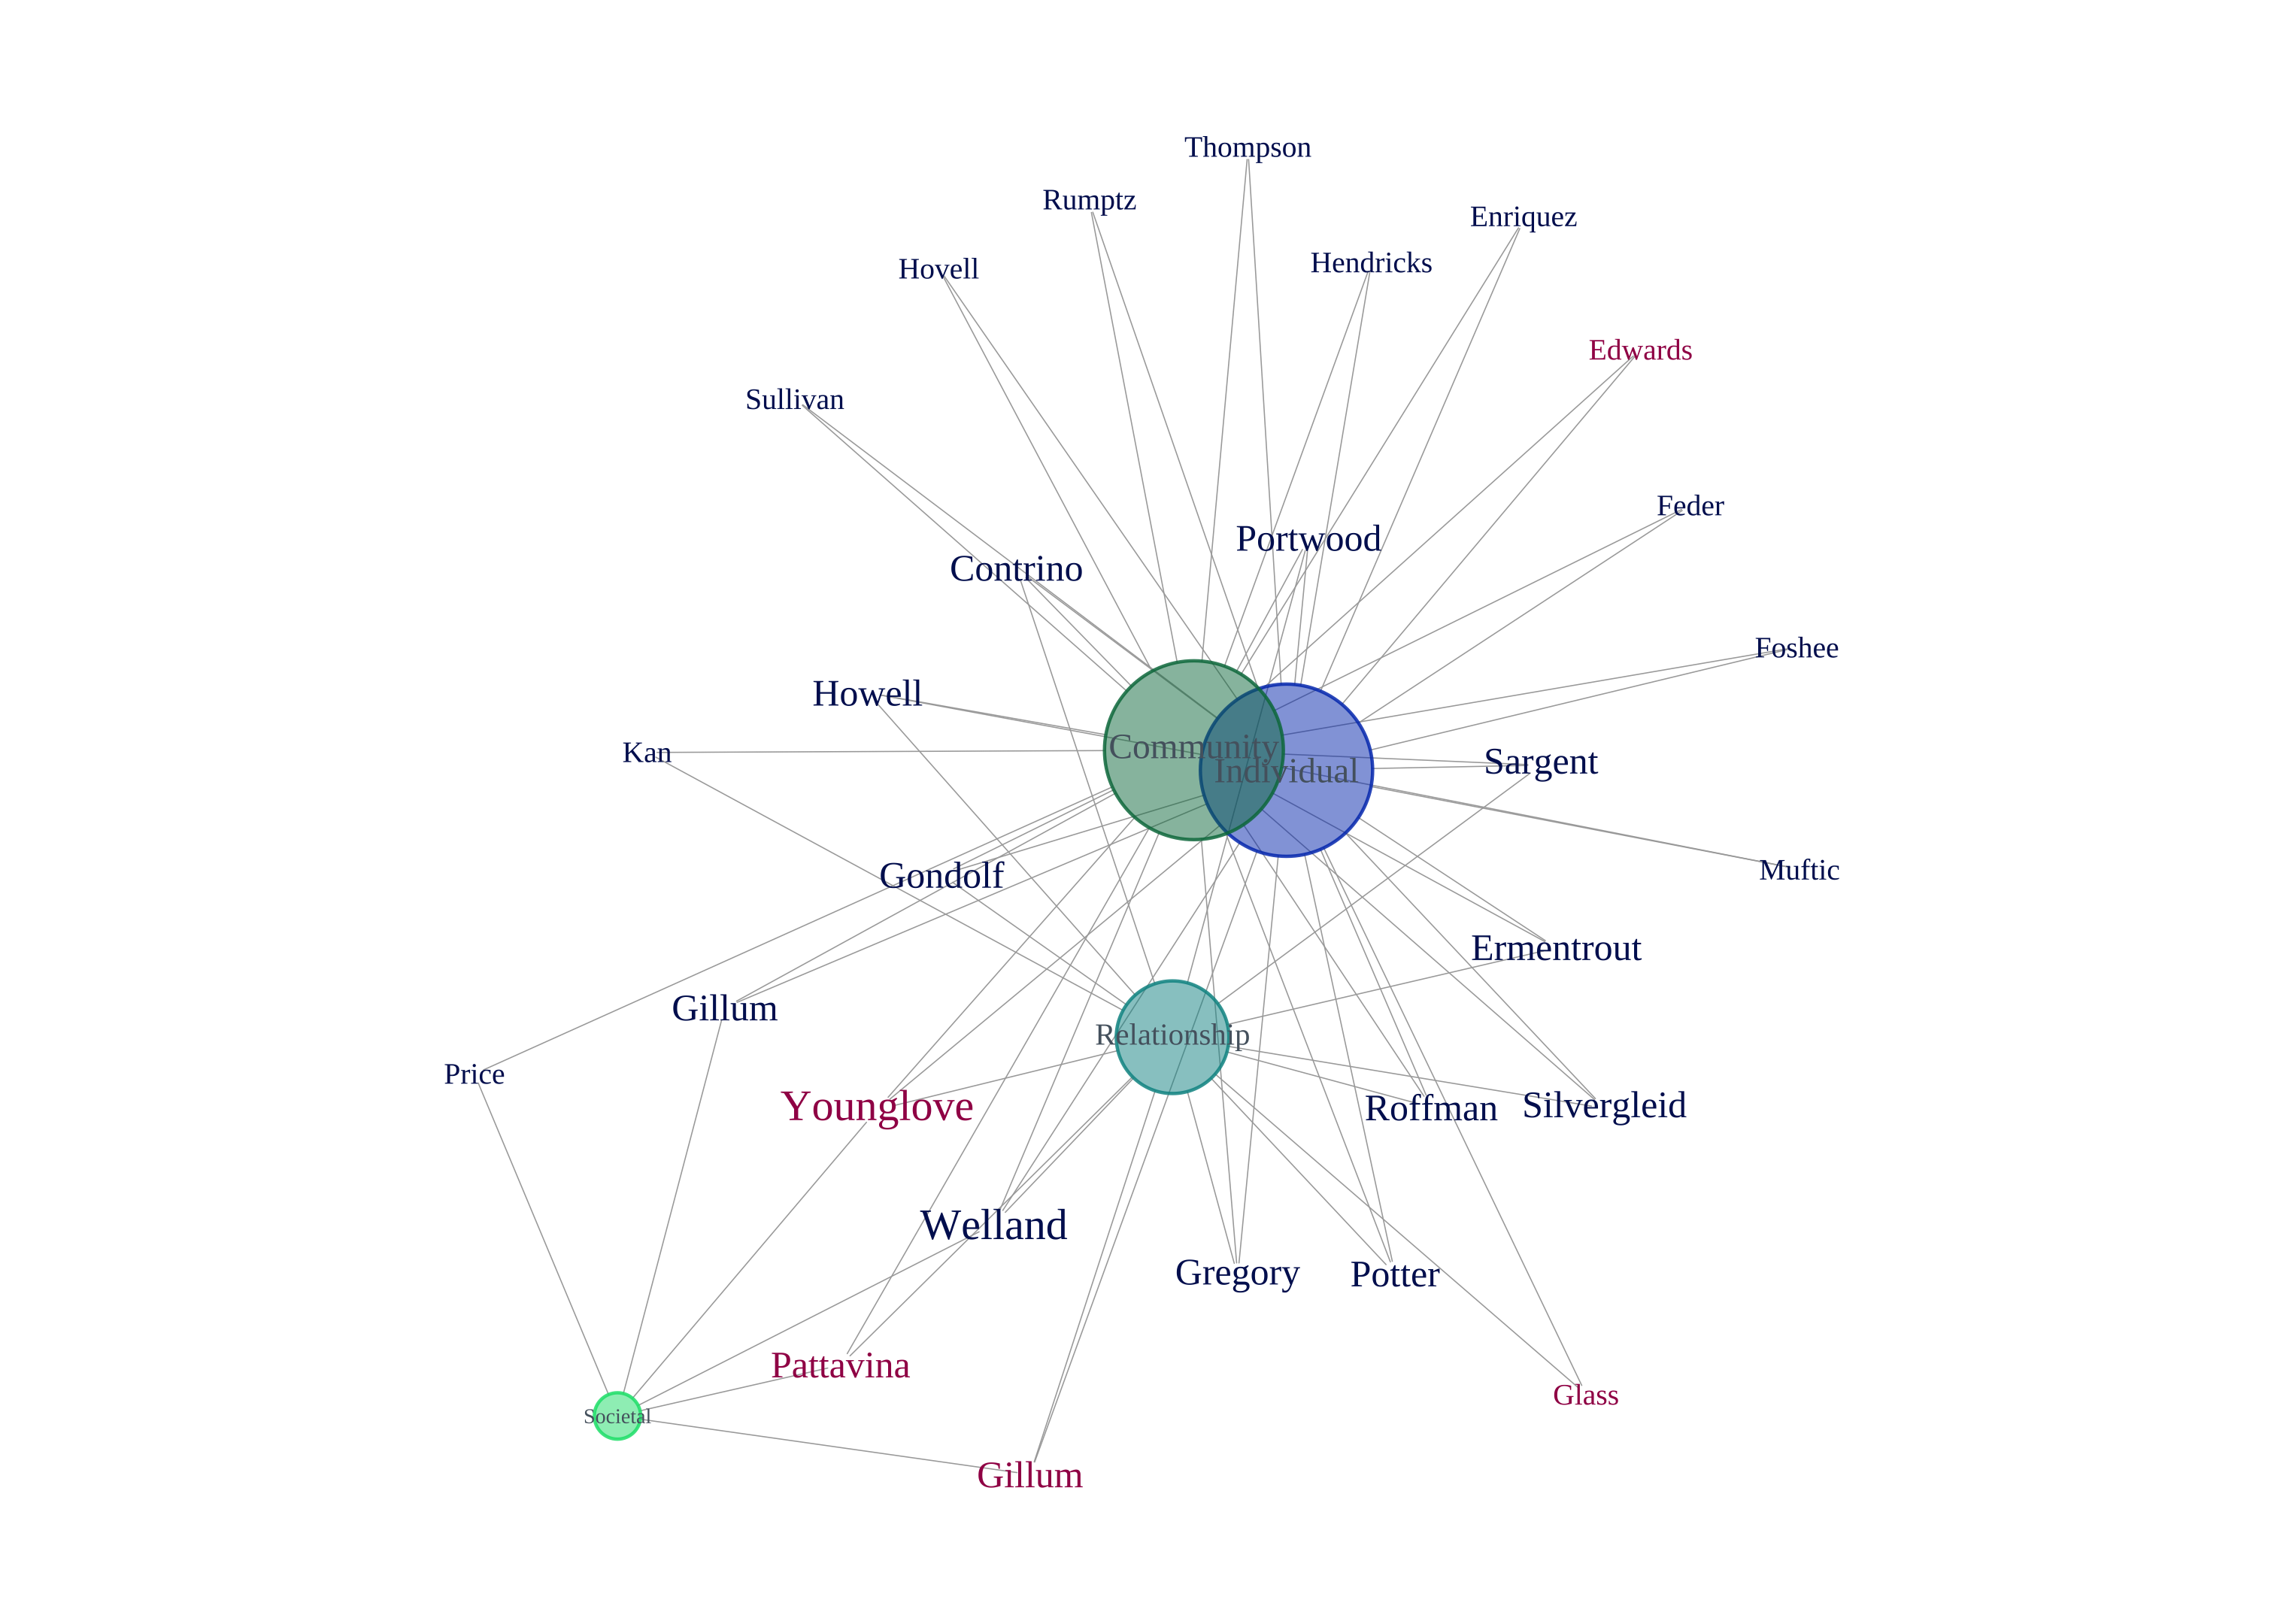 Thompson
Rumptz
Enriquez
Hendricks
Hovell
Edwards
Sullivan
Feder
Portwood
Contrino
Foshee
Howell
Community
Kan
Sargent
Individual
Muftic
Gondolf
Ermentrout
Gillum
Relationship
Price
Younglove
Roffman
Silvergleid
Welland
Gregory
Potter
Pattavina
Glass
Societal
Gillum